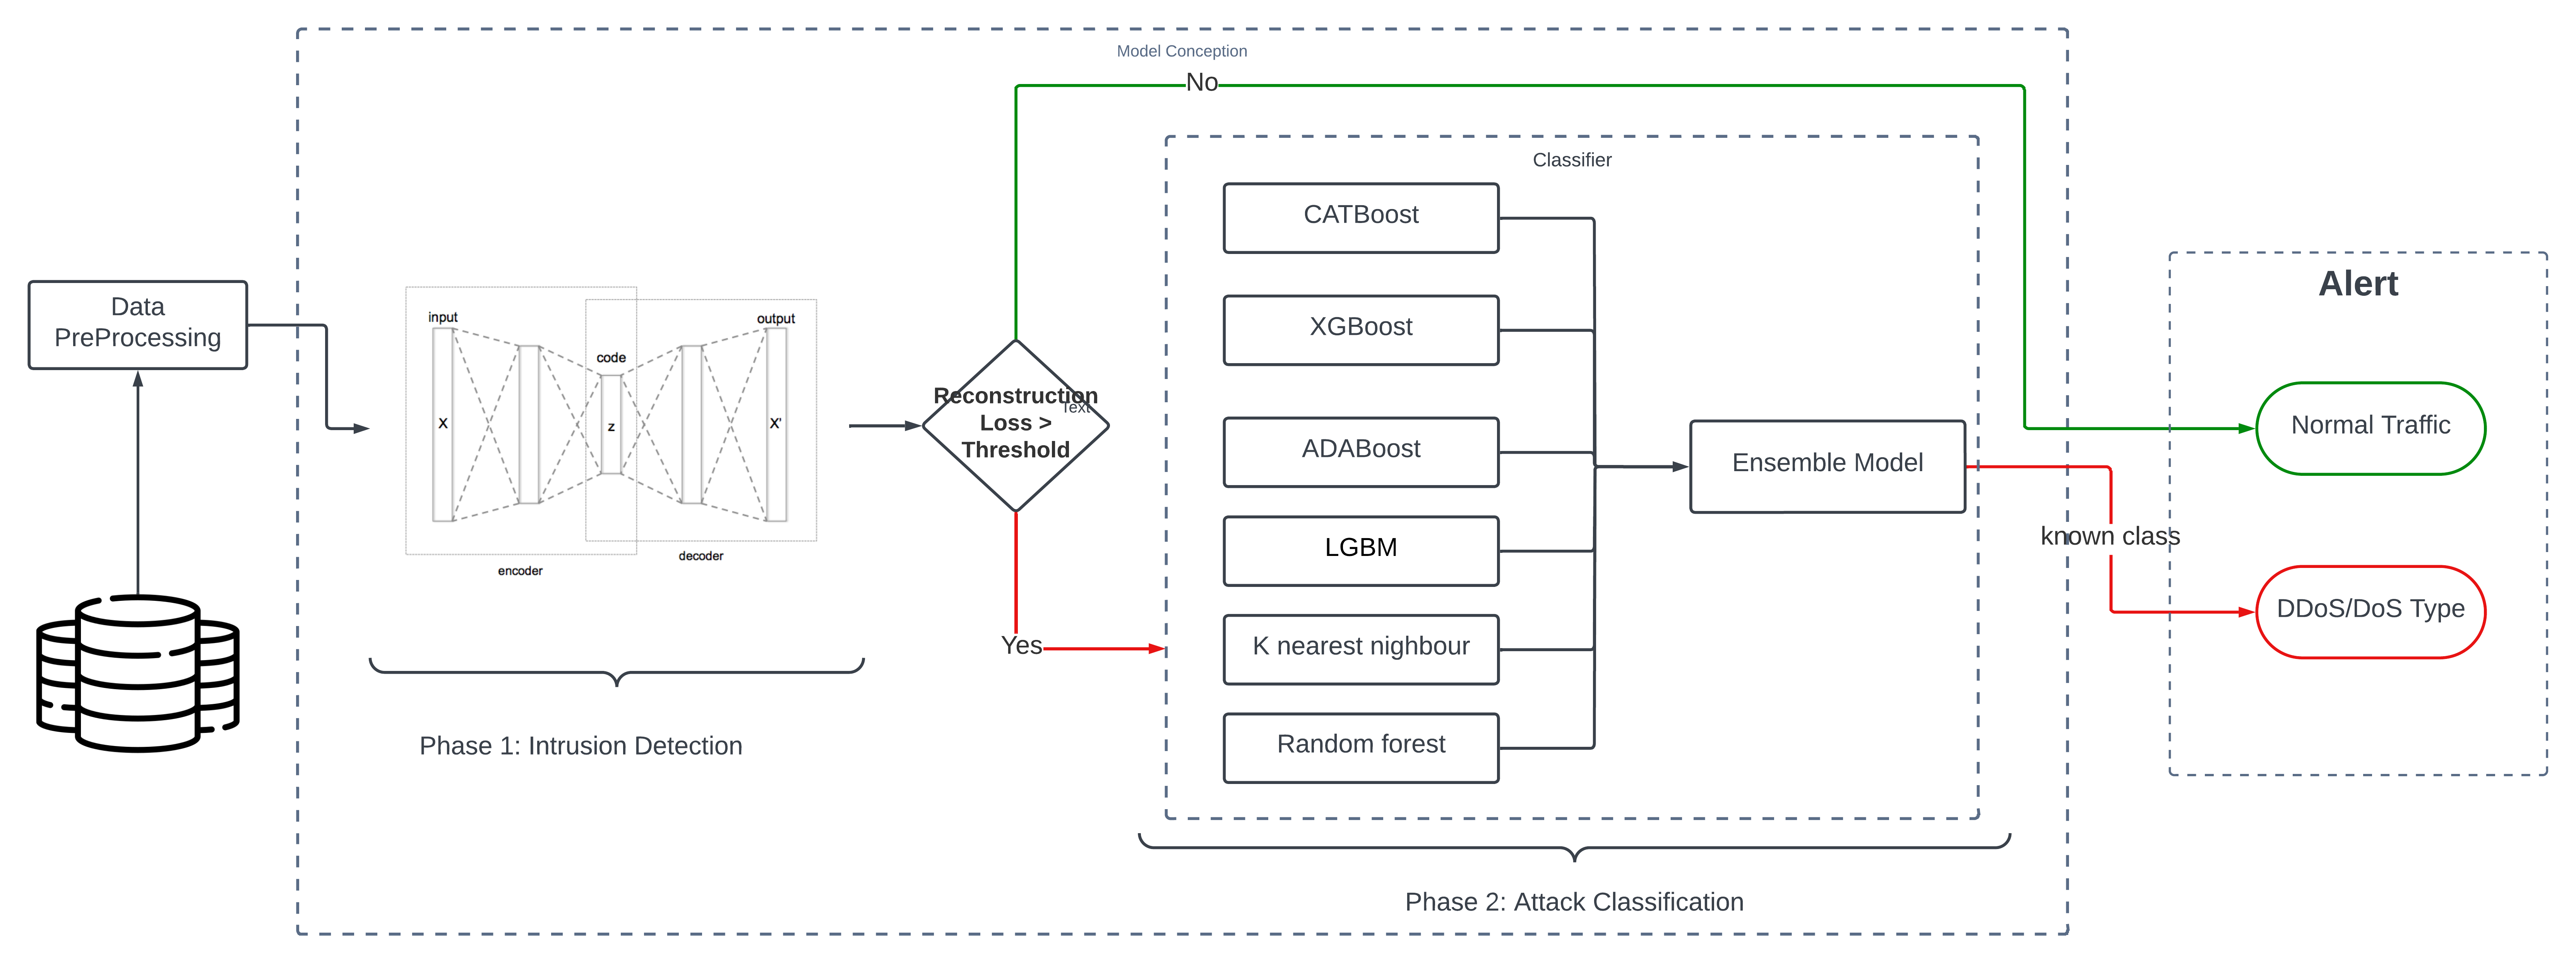 Model Conception
No
Classifier
CATBoost
XGBoost
ADABoost
LGBM
K nearest nighbour
Random forest
Ensemble Model
Data
PreProcessing
input
X
code
z
output
X'
encoder
decoder
Phase 1: Intrusion Detection
Reconstruction
Loss >
Threshold
Text
Yes
Phase 2: Attack Classification
known class
Alert
Normal Traffic
DDoS/DoS Type